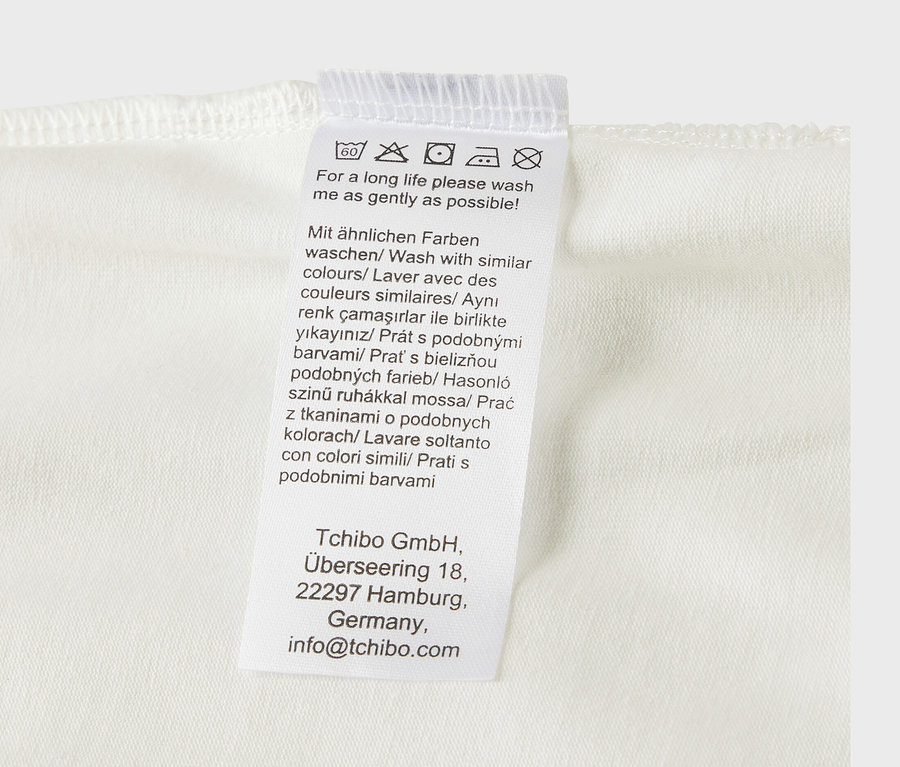 60
For a long life please wash
me as gently as possible!
Mit ähnlichen Farben
waschen/ Wash with similar
colours/ Laver avec des
couleurs similaires/ Aynı
renk çamaşırlar ile birlikte
yıkayınız/ Prát s podobnými
barvami/ Prať s bielizňou
podobných farieb/ Hasonló
szinű ruhákkal mossa/ Prać
z tkaninami o podobnych
kolorach/ Lavare soltanto
con colori simili/ Prati s
podobnimi barvami
Tchibo GmbH,
Überseering 18,
22297 Hamburg,
Germany,
info@tchibo.com